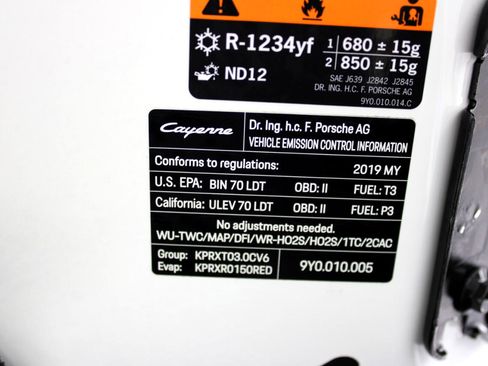 R-1234yf 1 680 ± 15g
2 850 ± 15g
ND12
SAE J639 J2842 J2845
DR. ING. H.C. F. PORSCHE AG
9Y0.010.014.C
Cayenne Dr. Ing. h.c. F. Porsche AG
VEHICLE EMISSION CONTROL INFORMATION
Conforms to regulations: 2019 MY
U.S. EPA: BIN 70 LDT OBD: II FUEL: T3
California: ULEV 70 LDT OBD: II FUEL: P3
No adjustments needed.
WU-TWC/MAP/DFI/WR-HO2S/HO2S/1TC/2CAC
Group: KPRXT03.0CV6
Evap: KPRXR0150RED 9Y0.010.005